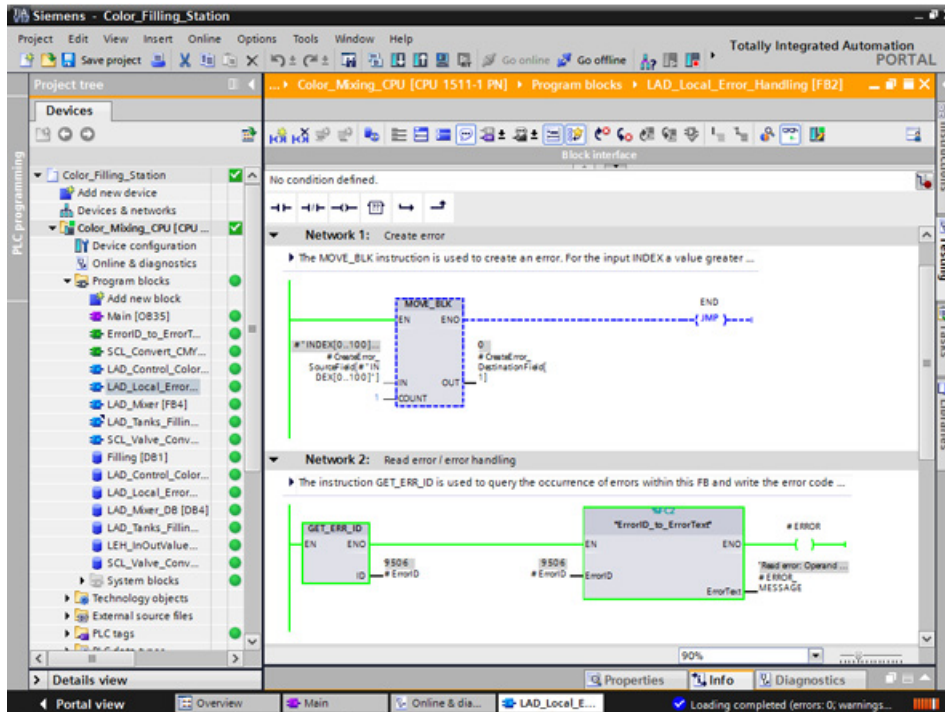 Siemens - Color_Filling_Station
Project Edit View Insert Online Options Tools Window Help
Totally Integrated Automation
PORTAL
Save project
Go online Go offline
Project tree
... Color_Mixing_CPU [CPU 1511-1 PN] Program blocks LAD_Local_Error_Handling [FB2]
Devices
PLC programming
Block interface
Color_Filling_Station
Add new device
Devices & networks
Color_Mixing_CPU [CPU ...
Device configuration
Online & diagnostics
Program blocks
Add new block
Main [OB35]
ErrorID_to_ErrorT...
SCL_Convert_CMY...
LAD_Control_Color...
LAD_Local_Error...
LAD_Mixer [FB4]
LAD_Tanks_Fillin...
SCL_Valve_Conv...
Filling [DB1]
LAD_Control_Color...
LAD_Local_Error...
LAD_Mixer_DB [DB4]
LAD_Tanks_Fillin...
LEH_InOutValue...
SCL_Valve_Conv...
System blocks
Technology objects
External source files
PLC tags
No condition defined.
Network 1: Create error
The MOVE_BLK instruction is used to create an error. For the input INDEX a value greater ...
MOVE_BLK
EN ENO
END
JMP
#"INDEX[0..100]...
#CreateError_
SourceField[#"IN
DEX[0..100]"]
IN
0
#CreateError_
DestinationField[
1]
OUT
1
COUNT
Network 2: Read error / error handling
The instruction GET_ERR_ID is used to query the occurrence of errors within this FB and write the error code ...
GET_ERR_ID
EN ENO
ID
9506
#ErrorID
%FC2
"ErrorID_to_ErrorText"
EN ENO
9506
#ErrorID
ErrorID
ErrorText
#ERROR
"Read error: Operand ...
#ERROR_
MESSAGE
90%
Details view
Properties Info Diagnostics
Portal view Overview Main Online & dia... LAD_Local_E... Loading completed (errors: 0; warnings...